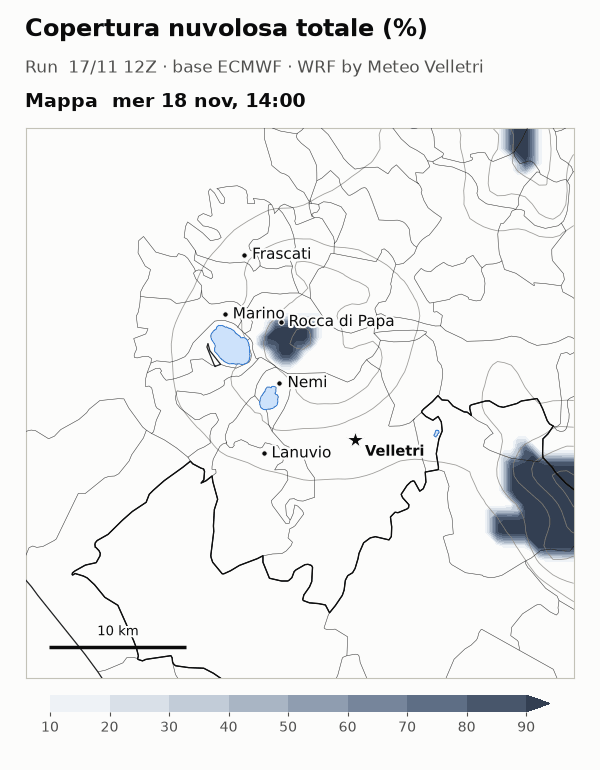 Copertura nuvolosa totale (%)
Run  17/11 12Z · base ECMWF · WRF by Meteo Velletri
Mappa  mer 18 nov, 14:00
Frascati
Marino
Rocca di Papa
Nemi
Velletri
Lanuvio
10 km
10 20 30 40 50 60 70 80 90